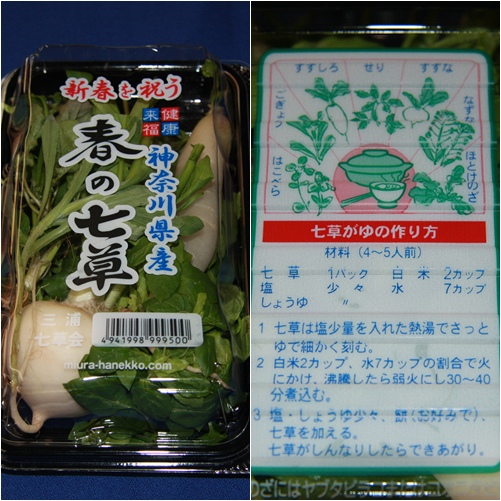 新春を祝う
健康
来福
春の七草
神奈川県産
三浦
七草会
4941998999500
miura-hanekko.com
すずしろ
せり
すずな
ごぎょう
なずな
はこべら
ほとけのざ
七草がゆの作り方
材料（4～5人前）
七草 1パック 白米 2カップ
塩 少々 水 7カップ
しょうゆ 〃
1 七草は塩少量を入れた熱湯でさっと
ゆで細かく刻む。
2 白米2カップ、水7カップの割合で火
にかけ、沸騰したら弱火にし30～40
分煮込む。
3 塩・しょうゆ少々、餅（お好みで）、
七草を加える。
七草がしんなりしたらできあがり。